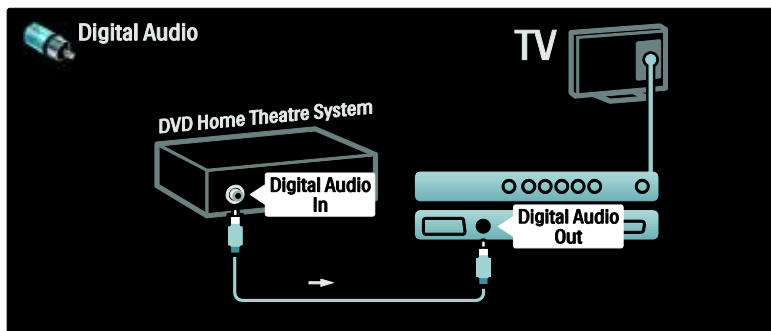 Digital Audio
TV
DVD Home Theatre System
Digital Audio
In
Digital Audio
Out